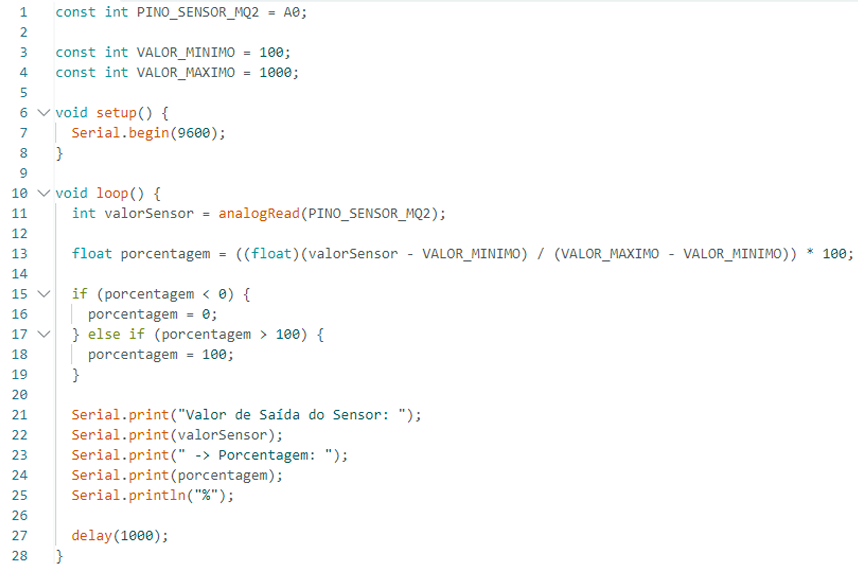 1 const int PINO_SENSOR_MQ2 = A0;
2
3 const int VALOR_MINIMO = 100;
4 const int VALOR_MAXIMO = 1000;
5
6 void setup() {
7 Serial.begin(9600);
8 }
9
10 void loop() {
11 int valorSensor = analogRead(PINO_SENSOR_MQ2);
12
13 float porcentagem = ((float)(valorSensor - VALOR_MINIMO) / (VALOR_MAXIMO - VALOR_MINIMO)) * 100;
14
15 if (porcentagem < 0) {
16 porcentagem = 0;
17 } else if (porcentagem > 100) {
18 porcentagem = 100;
19 }
20
21 Serial.print("Valor de Saída do Sensor: ");
22 Serial.print(valorSensor);
23 Serial.print(" -> Porcentagem: ");
24 Serial.print(porcentagem);
25 Serial.println("%");
26
27 delay(1000);
28 }